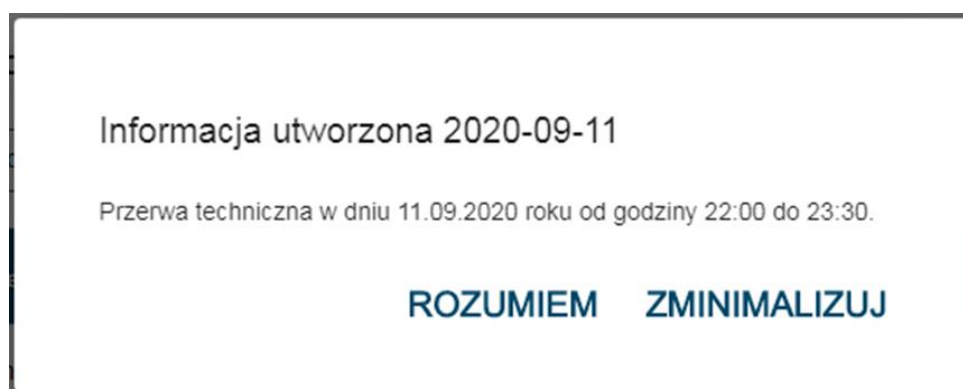 Informacja utworzona 2020-09-11
Przerwa techniczna w dniu 11.09.2020 roku od godziny 22:00 do 23:30.
ROZUMIEM ZMINIMALIZUJ